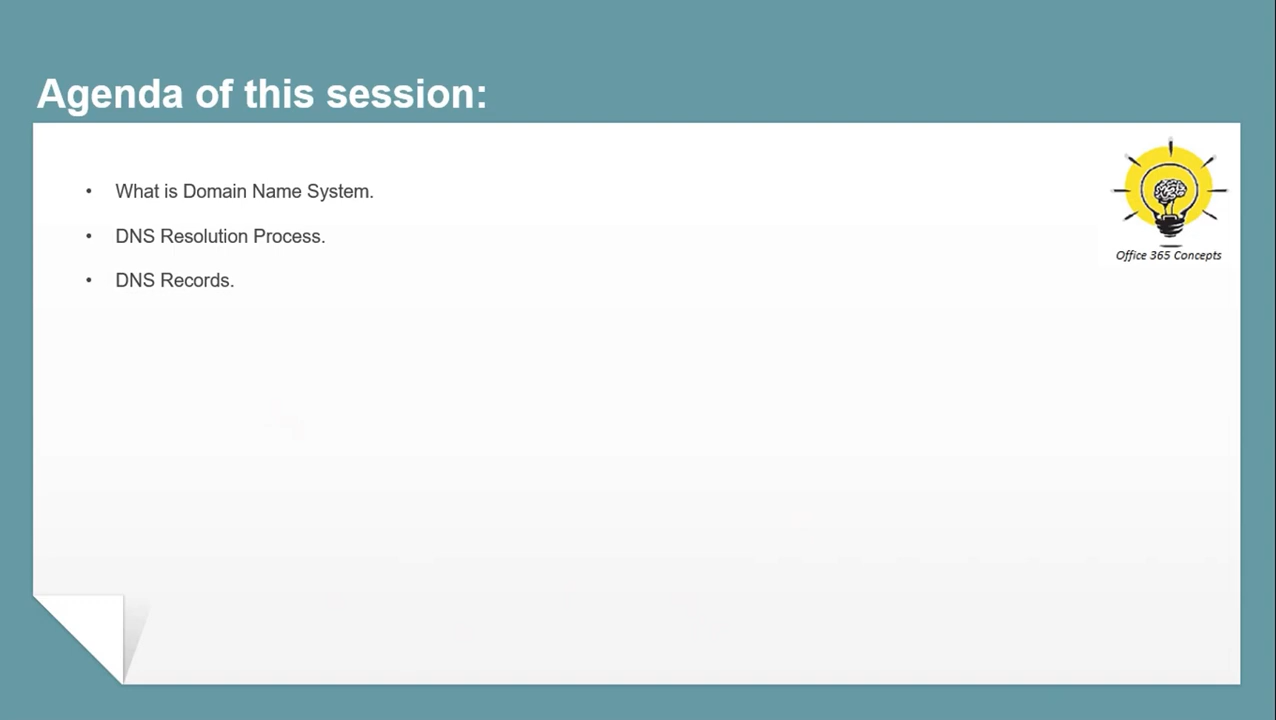 Agenda of this session:
• What is Domain Name System.
• DNS Resolution Process.
• DNS Records.
Office 365 Concepts